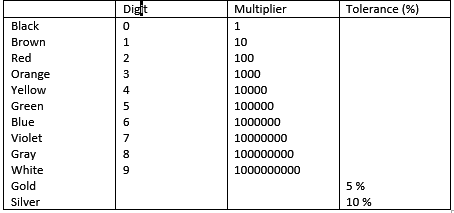 Digit Multiplier Tolerance (%)
Black 0 1
Brown 1 10
Red 2 100
Orange 3 1000
Yellow 4 10000
Green 5 100000
Blue 6 1000000
Violet 7 10000000
Gray 8 100000000
White 9 1000000000
Gold 5 %
Silver 10 %